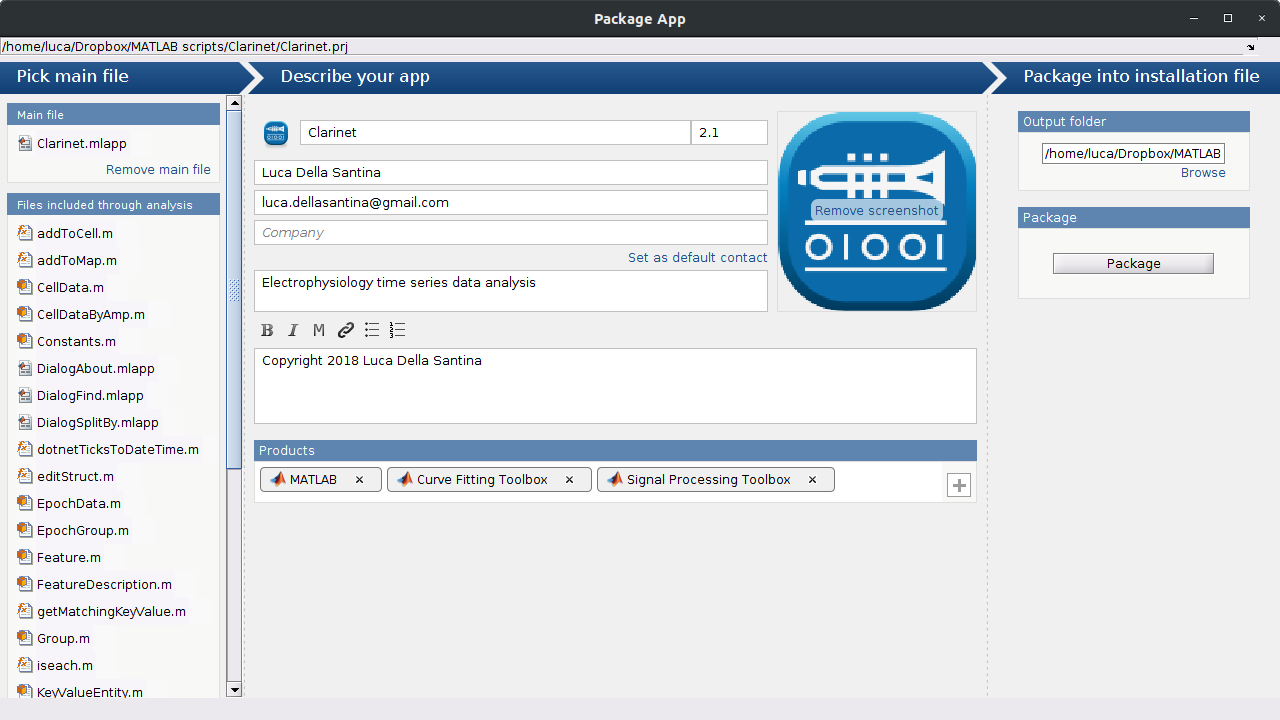 Package App
/home/luca/Dropbox/MATLAB scripts/Clarinet/Clarinet.prj
Pick main file
Main file
Clarinet.mlapp
Remove main file
Files included through analysis
addToCell.m
addToMap.m
CellData.m
CellDataByAmp.m
Constants.m
DialogAbout.mlapp
DialogFind.mlapp
DialogSplitBy.mlapp
dotnetTicksToDateTime.m
editStruct.m
EpochData.m
EpochGroup.m
Feature.m
FeatureDescription.m
getMatchingKeyValue.m
Group.m
iseach.m
KeyValueEntity.m
Describe your app
Clarinet 2.1
Luca Della Santina
luca.dellasantina@gmail.com
Company
Set as default contact
Electrophysiology time series data analysis
Remove screenshot
01001
B I M
Copyright 2018 Luca Della Santina
Products
MATLAB Curve Fitting Toolbox Signal Processing Toolbox
Package into installation file
Output folder
/home/luca/Dropbox/MATLAB
Browse
Package
Package